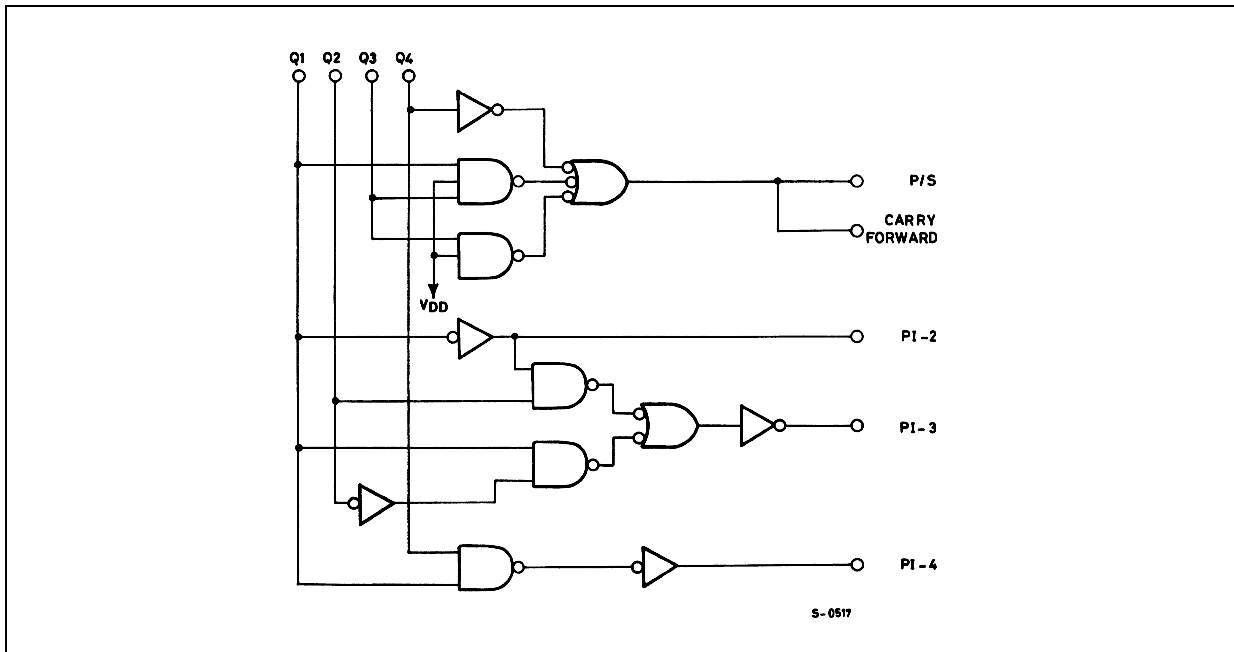 Q1 Q2 Q3 Q4
P/S
CARRY
FORWARD
VDD
PI-2
PI-3
PI-4
S-0517